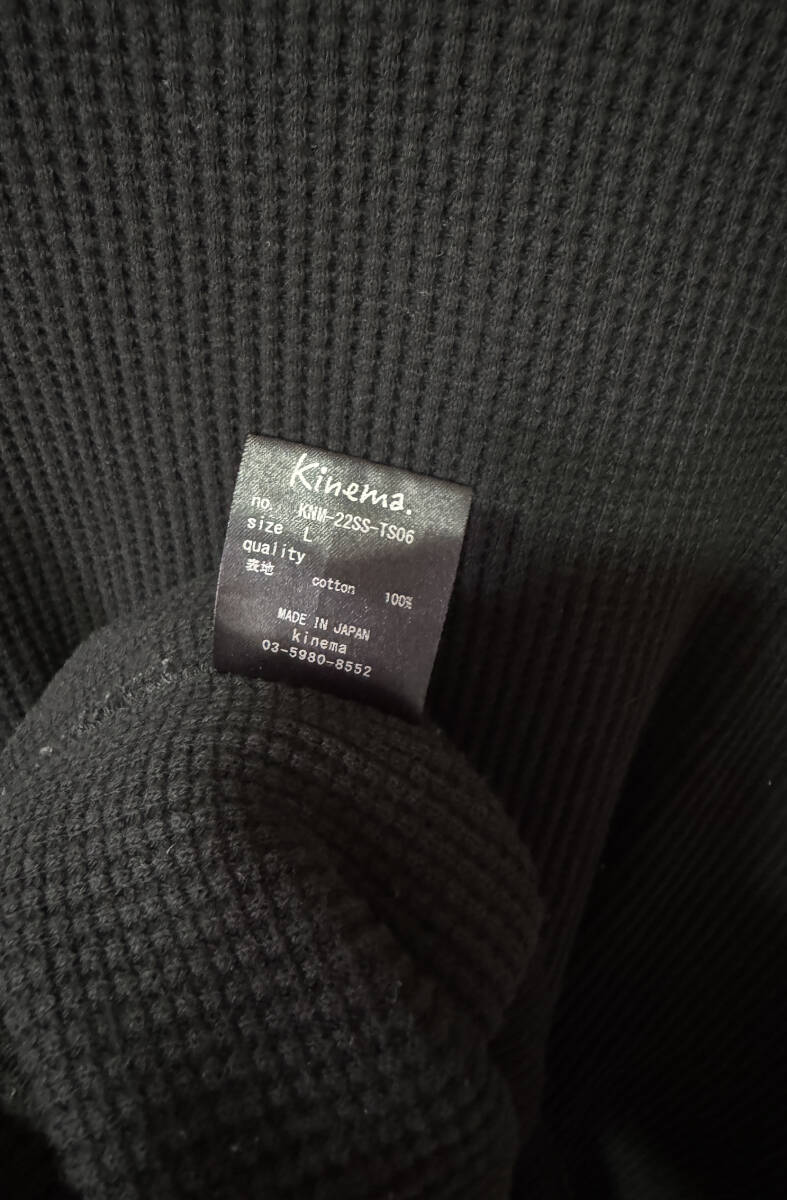 Kinema.
no. KNM-22SS-TS06
size L
quality
表地
cotton 100%
MADE IN JAPAN
kinema
03-5980-8552